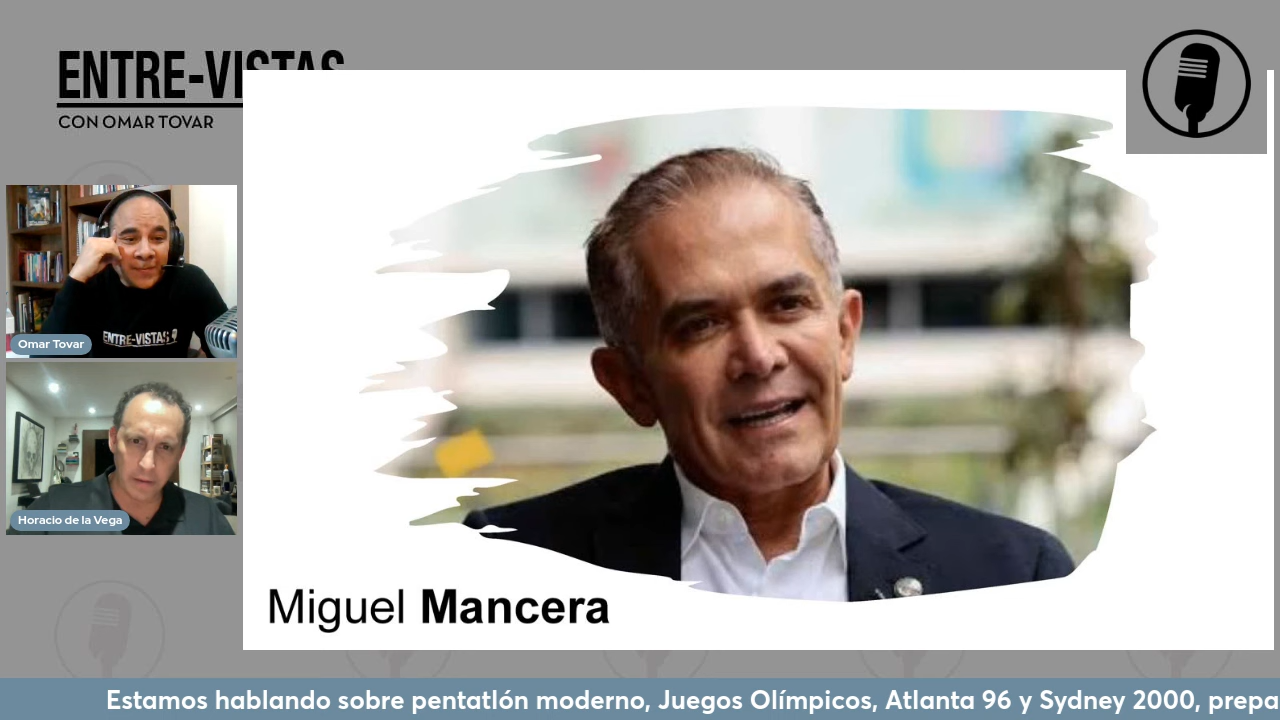 ENTRE-VISTAS
CON OMAR TOVAR
ENTRE-VISTAS
Omar Tovar
Horacio de la Vega
Miguel Mancera
Estamos hablando sobre pentatlón moderno, Juegos Olímpicos, Atlanta 96 y Sydney 2000, prepa